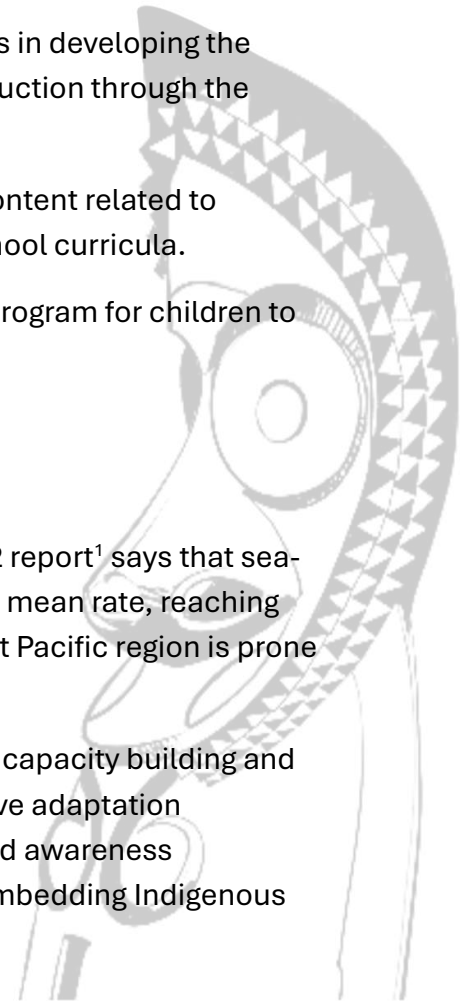 s in developing the
uction through the
ontent related to
hool curricula.
rogram for children to
2 report¹ says that sea-
mean rate, reaching
t Pacific region is prone
capacity building and
ve adaptation
d awareness
mbedding Indigenous